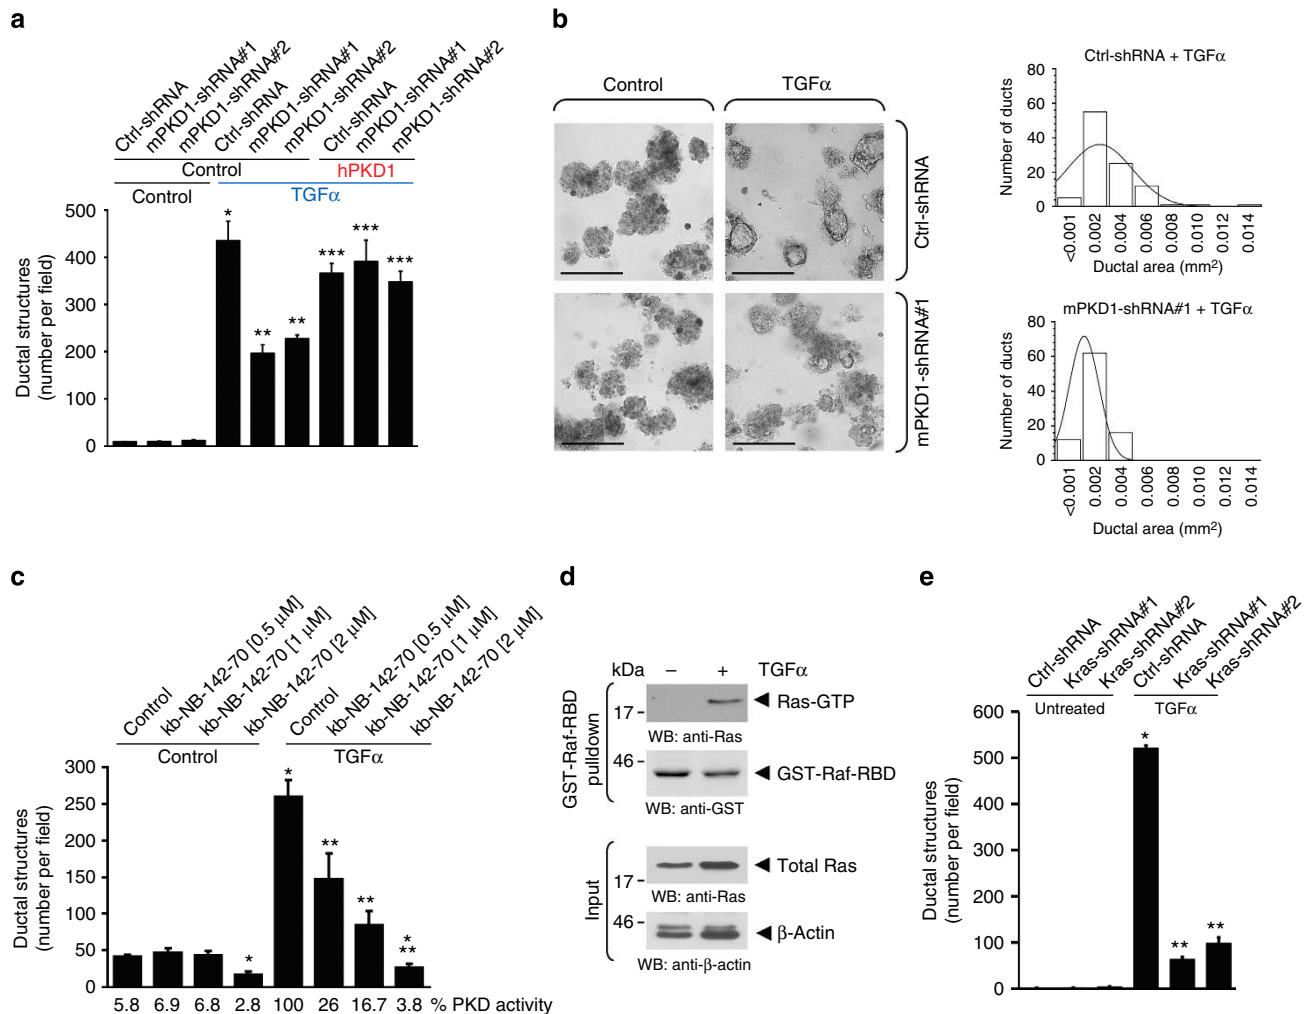 a
Ctrl-shRNA
mPKD1-shRNA#1
mPKD1-shRNA#2
Ctrl-shRNA
mPKD1-shRNA#1
mPKD1-shRNA#2
Ctrl-shRNA
mPKD1-shRNA#1
mPKD1-shRNA#2
Control
hPKD1
Control
TGFα
Ductal structures
(number per field)
500
400
300
200
100
0
*
**
**
***
***
***
b
Control
TGFα
Ctrl-shRNA
mPKD1-shRNA#1
Ctrl-shRNA + TGFα
Number of ducts
80
60
40
20
0
<0.001
0.002
0.004
0.006
0.008
0.010
0.012
0.014
Ductal area (mm²)
mPKD1-shRNA#1 + TGFα
Number of ducts
80
60
40
20
0
<0.001
0.002
0.004
0.006
0.008
0.010
0.012
0.014
Ductal area (mm²)
c
Control
kb-NB-142-70 [0.5 µM]
kb-NB-142-70 [1 µM]
kb-NB-142-70 [2 µM]
Control
kb-NB-142-70 [0.5 µM]
kb-NB-142-70 [1 µM]
kb-NB-142-70 [2 µM]
Control
TGFα
Ductal structures
(number per field)
300
250
200
150
100
50
0
*
*
**
**
*
**
5.8 6.9 6.8 2.8 100 26 16.7 3.8 % PKD activity
d
kDa – + TGFα
GST-Raf-RBD
pulldown
17
Ras-GTP
WB: anti-Ras
46
GST-Raf-RBD
WB: anti-GST
Input
Total Ras
17
WB: anti-Ras
46
β-Actin
WB: anti-β-actin
e
Ctrl-shRNA
Kras-shRNA#1
Kras-shRNA#2
Ctrl-shRNA
Kras-shRNA#1
Kras-shRNA#2
Untreated
TGFα
Ductal structures
(number per field)
600
500
400
300
200
100
0
*
**
**